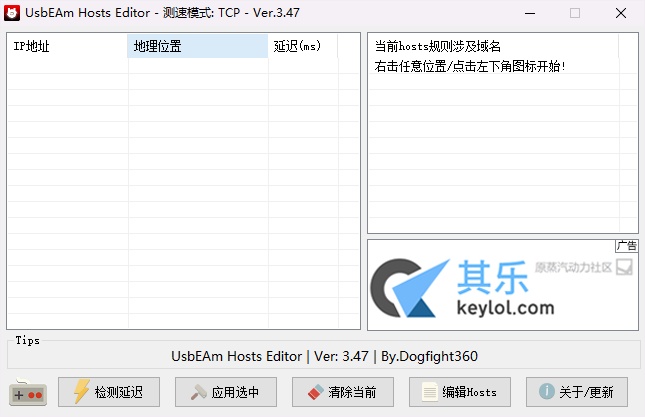 UsbEAm Hosts Editor - 测速模式: TCP - Ver.3.47
IP地址 地理位置 延迟(ms)
当前hosts规则涉及域名
右击任意位置/点击左下角图标开始!
广告
其乐 原蒸汽动力社区
keylol.com
Tips
UsbEAm Hosts Editor | Ver: 3.47 | By.Dogfight360
检测延迟 应用选中 清除当前 编辑Hosts 关于/更新